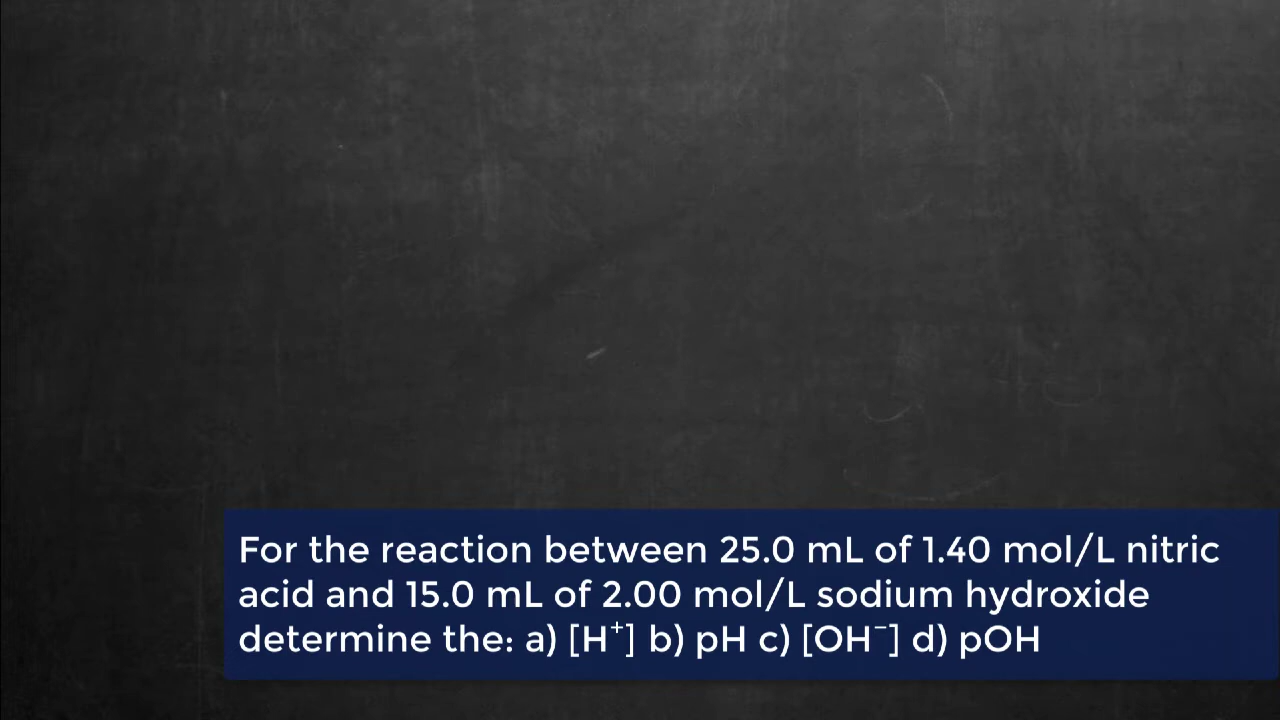 For the reaction between 25.0 mL of 1.40 mol/L nitric
acid and 15.0 mL of 2.00 mol/L sodium hydroxide
determine the: a) [H⁺] b) pH c) [OH⁻] d) pOH